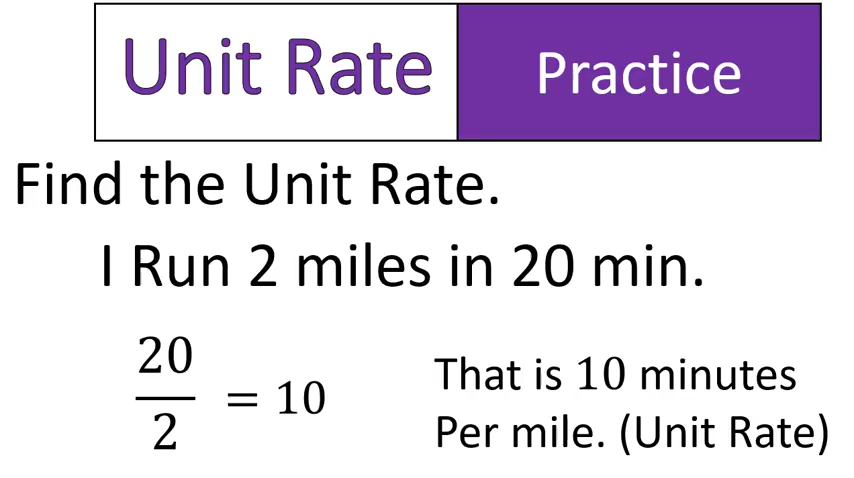 Unit Rate Practice
Find the Unit Rate.
I Run 2 miles in 20 min.
20
2
= 10
That is 10 minutes
Per mile. (Unit Rate)